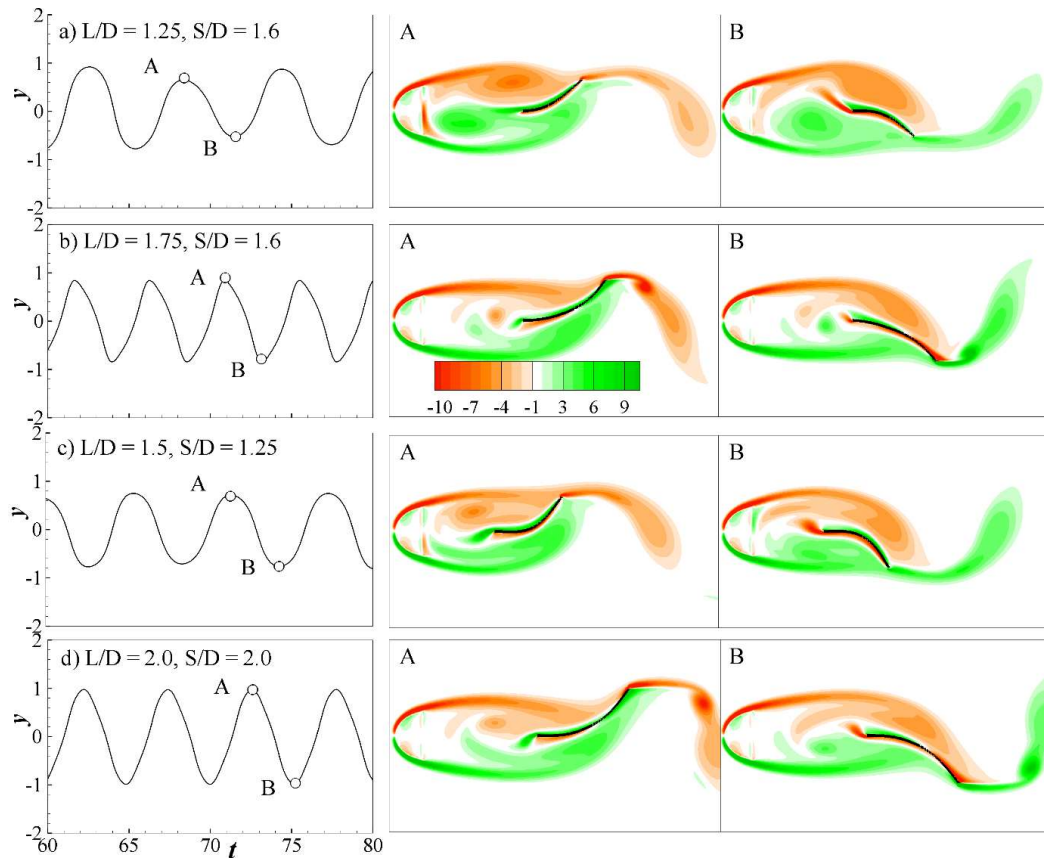 a) L/D = 1.25, S/D = 1.6
2
1
0
-1
-2
y
A
B
A
B
b) L/D = 1.75, S/D = 1.6
2
1
0
-1
-2
y
A
B
A
-10 -7 -4 -1 3 6 9
B
c) L/D = 1.5, S/D = 1.25
2
1
0
-1
-2
y
A
B
A
B
d) L/D = 2.0, S/D = 2.0
2
1
0
-1
-2
y
A
B
60 65 70 75 80
t
A
B